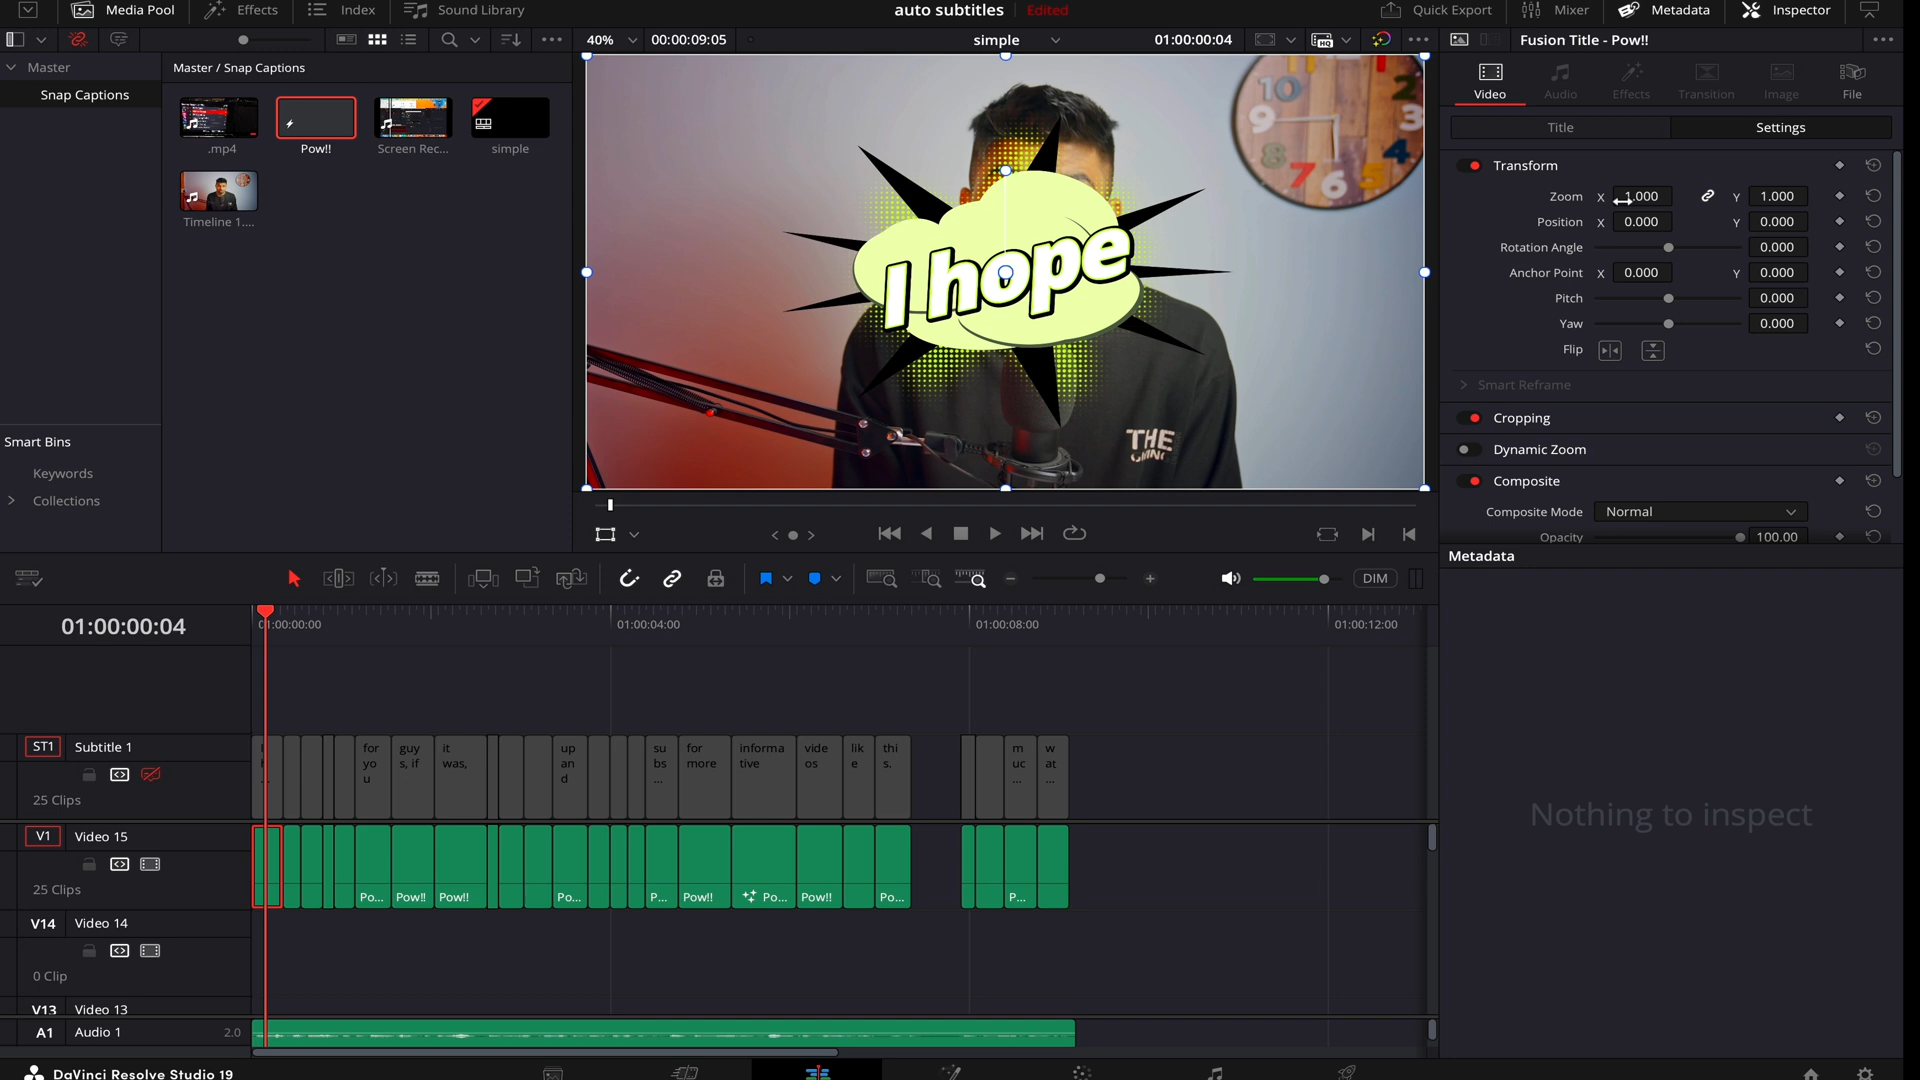 Media Pool
Effects
Index
Sound Library
auto subtitles
Edited
Quick Export
Mixer
Metadata
Inspector
40%
00:00:09:05
simple
01:00:00:04
Fusion Title - Pow!!
Master
Snap Captions
Master / Snap Captions
.mp4
Pow!!
Screen Rec...
simple
Timeline 1....
Smart Bins
Keywords
Collections
10
9
8
7
6
5
4
3
I hope
THE
Video
Audio
Effects
Transition
Image
File
Title
Settings
Transform
Zoom X 1.000 Y 1.000
Position X 0.000 Y 0.000
Rotation Angle 0.000
Anchor Point X 0.000 Y 0.000
Pitch 0.000
Yaw 0.000
Flip
Smart Reframe
Cropping
Dynamic Zoom
Composite
Composite Mode Normal
Opacity 100.00
Metadata
Nothing to inspect
DIM
01:00:00:04
01:00:00:00
01:00:04:00
01:00:08:00
01:00:12:00
ST1 Subtitle 1
25 Clips
for
yo
u
guy
s, if
it
was,
up
an
d
su
bs
...
for
more
informa
tive
vide
os
lik
e
thi
s.
m
uc
...
w
at
...
V1 Video 15
25 Clips
Po...
Pow!!
Pow!!
Po...
P...
Pow!!
Po...
Pow!!
Po...
P...
V14 Video 14
0 Clip
V13 Video 13
A1 Audio 1 2.0
DaVinci Resolve Studio 19